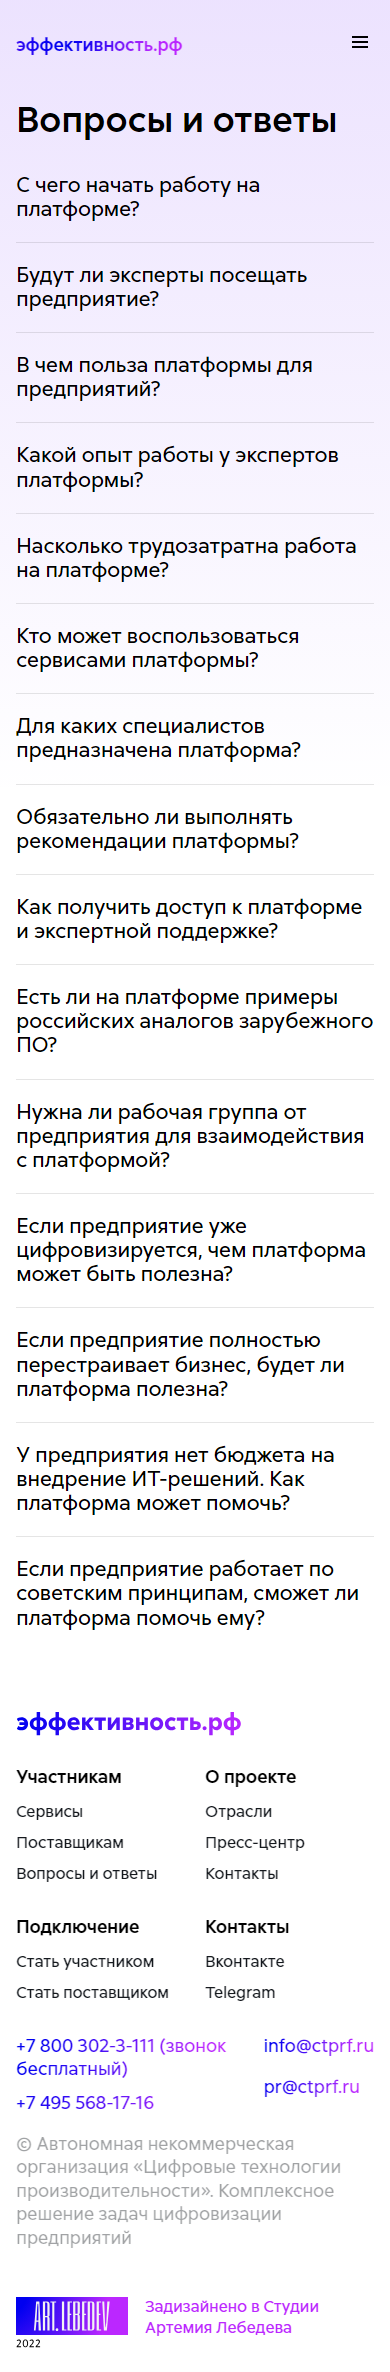 эффективность.рф
Вопросы и ответы
С чего начать работу на
платформе?
Будут ли эксперты посещать
предприятие?
В чем польза платформы для
предприятий?
Какой опыт работы у экспертов
платформы?
Насколько трудозатратна работа
на платформе?
Кто может воспользоваться
сервисами платформы?
Для каких специалистов
предназначена платформа?
Обязательно ли выполнять
рекомендации платформы?
Как получить доступ к платформе
и экспертной поддержке?
Есть ли на платформе примеры
российских аналогов зарубежного
ПО?
Нужна ли рабочая группа от
предприятия для взаимодействия
с платформой?
Если предприятие уже
цифровизируется, чем платформа
может быть полезна?
Если предприятие полностью
перестраивает бизнес, будет ли
платформа полезна?
У предприятия нет бюджета на
внедрение ИТ-решений. Как
платформа может помочь?
Если предприятие работает по
советским принципам, сможет ли
платформа помочь ему?
эффективность.рф
Участникам
Сервисы
Поставщикам
Вопросы и ответы
О проекте
Отрасли
Пресс-центр
Контакты
Подключение
Стать участником
Стать поставщиком
Контакты
Вконтакте
Telegram
+7 800 302-3-111 (звонок
бесплатный)
+7 495 568-17-16
info@ctprf.ru
pr@ctprf.ru
© Автономная некоммерческая
организация «Цифровые технологии
производительности». Комплексное
решение задач цифровизации
предприятий
ART. LEBEDEV
2022
Задизайнено в Студии
Артемия Лебедева